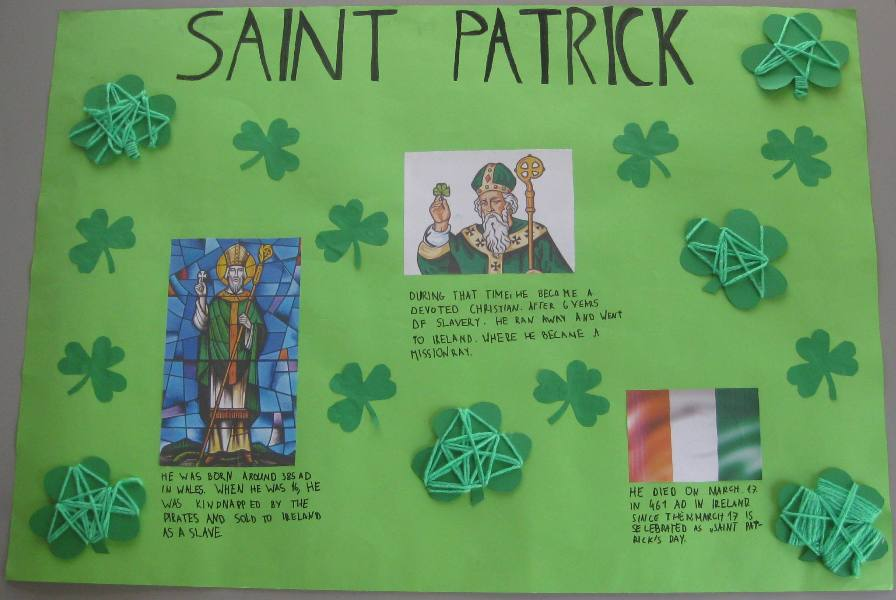 SAINT PATRICK
DURING THAT TIME, HE BECOME A
DEVOTED CHRISTIAN. AFTER 6 YEARS
OF SLAVERY. HE RAN AWAY AND WENT
TO IRELAND. WHERE HE BECAME A
MISSIONRAY.
HE WAS BORN AROUND 385 AD
IN WALES. WHEN HE WAS 16, HE
WAS KINDNAPPED BY THE
PIRATES AND SOLD TO IRELAND
AS A SLAVE
HE DIED ON MARCH 17
IN 461 AD IN IRELAND
SINCE THEN MARCH 17 IS
SELEBRATED AS „SAINT PAT-
RICK'S DAY.